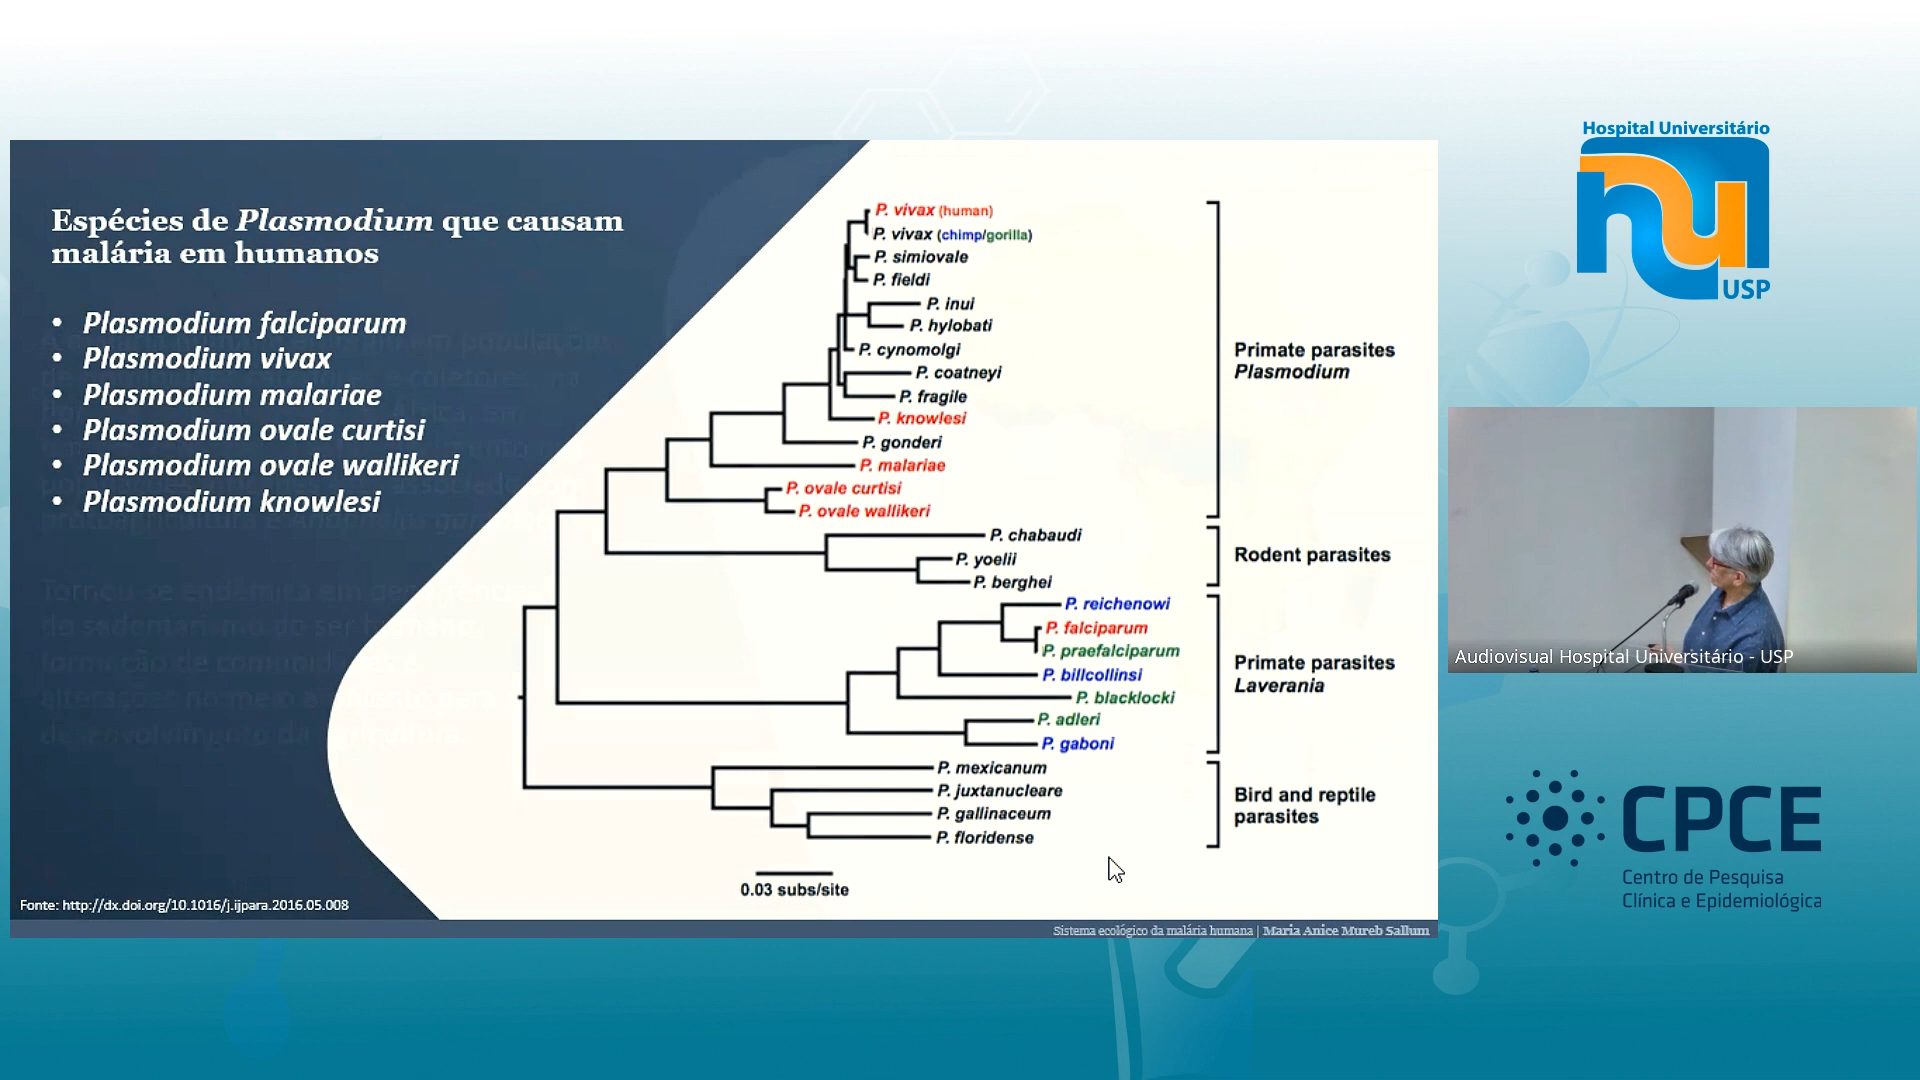 Hospital Universitário
hu
USP
Espécies de Plasmodium que causam
malária em humanos
• Plasmodium falciparum
• Plasmodium vivax
• Plasmodium malariae
• Plasmodium ovale curtisi
• Plasmodium ovale wallikeri
• Plasmodium knowlesi
P. vivax (human)
P. vivax (chimp/gorilla)
P. simiovale
P. fieldi
P. inui
P. hylobati
P. cynomolgi
P. coatneyi
P. fragile
P. knowlesi
P. gonderi
P. malariae
P. ovale curtisi
P. ovale wallikeri
P. chabaudi
P. yoelii
P. berghei
P. reichenowi
P. falciparum
P. praefalciparum
P. billcollinsi
P. blacklocki
P. adleri
P. gaboni
P. mexicanum
P. juxtanucleare
P. gallinaceum
P. floridense
0.03 subs/site
Primate parasites
Plasmodium
Rodent parasites
Primate parasites
Laverania
Bird and reptile
parasites
Fonte: http://dx.doi.org/10.1016/j.ijpara.2016.05.008
Sistema ecológico da malária humana | Maria Anice Mureb Sallum
Audiovisual Hospital Universitário - USP
CPCE
Centro de Pesquisa
Clínica e Epidemiológica